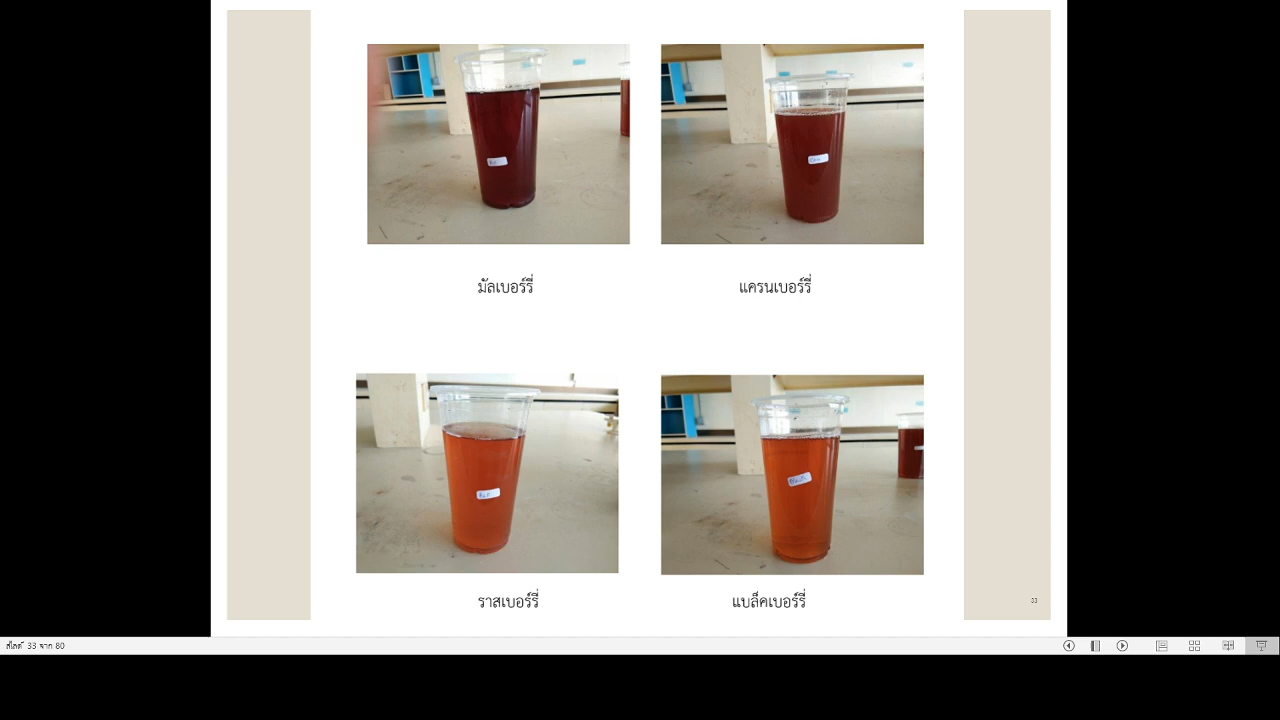 มัลเบอร์รี่
แครนเบอร์รี่
ราสเบอร์รี่
แบล็คเบอร์รี่
33
สไลด์ 33 จาก 80